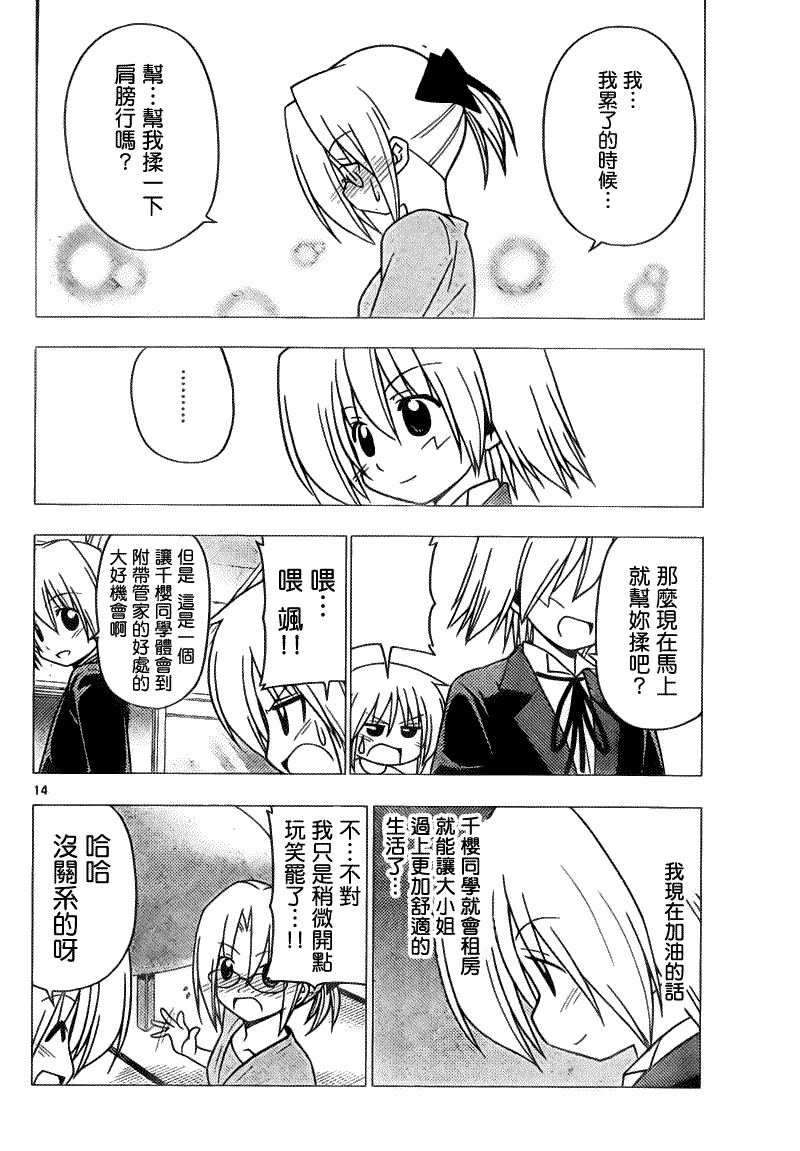 我…
我累了的時候…
幫…幫我揉一下
肩膀行嗎？
………
那麼現在馬上
就幫妳揉吧？
喂…
喂 颯!!
但是 這是一個
讓千櫻同學體會到
附帶管家的好處的
大好機會啊
14
我現在加油的話
千櫻同學就會租房
就能讓大小姐
過上更加舒適的
生活了…
不…不對
我只是稍微開點
玩笑罷了…!!
哈哈
沒關系的呀